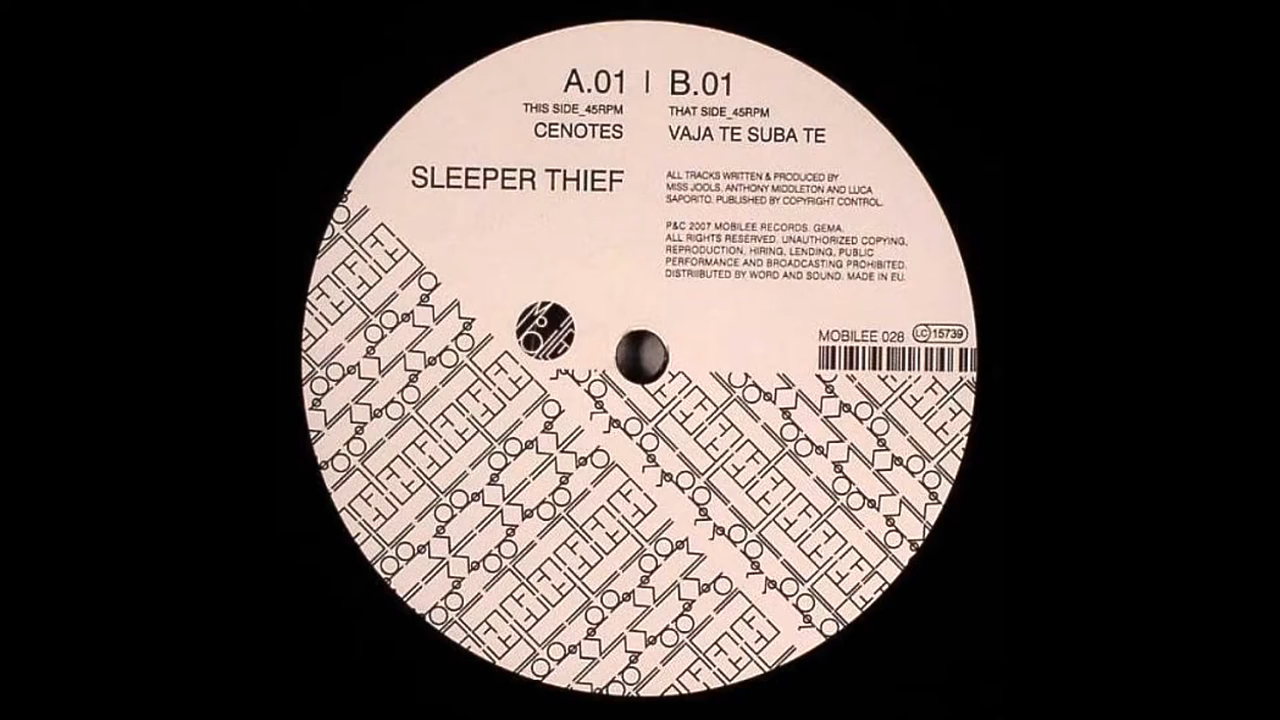 A.01 | B.01
THIS SIDE_45RPM
CENOTES
SLEEPER THIEF
THAT SIDE_45RPM
VAJA TE SUBA TE
ALL TRACKS WRITTEN & PRODUCED BY
MISS JOOLS, ANTHONY MIDDLETON AND LUCA
SAPORITO. PUBLISHED BY COPYRIGHT CONTROL.
P&C 2007 MOBILEE RECORDS. GEMA.
ALL RIGHTS RESERVED. UNAUTHORIZED COPYING,
REPRODUCTION, HIRING, LENDING, PUBLIC
PERFORMANCE AND BROADCASTING PROHIBITED.
DISTRIIBUTED BY WORD AND SOUND. MADE IN EU.
MOBILEE 028 LC 15739